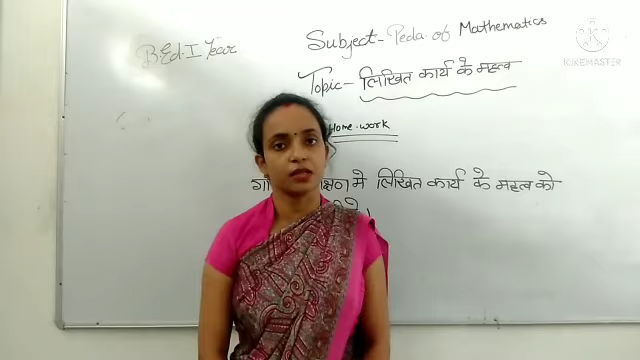 B.Ed. I Year
Subject- Peda. of Mathematics
Topic- लिखित कार्य के महत्व
Home-work
मे लिखित कार्य के महत्व को
KINEMASTER